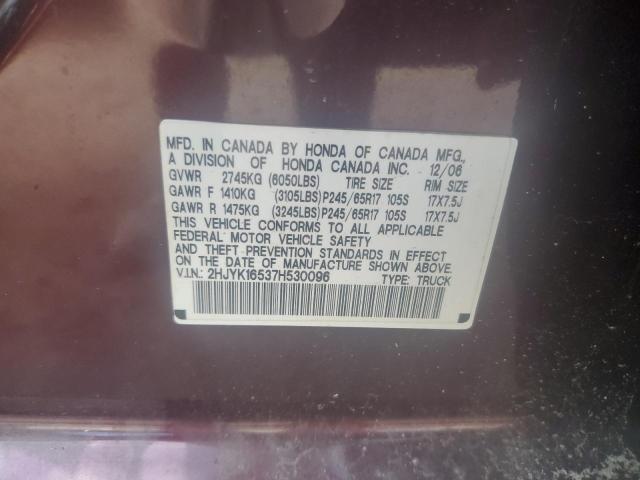 MFD. IN CANADA BY HONDA OF CANADA MFG.,
A DIVISION OF HONDA CANADA INC. 12/06
GVWR 2745KG (6050LBS) TIRE SIZE RIM SIZE
GAWR F 1410KG (3105LBS) P245/65R17 105S 17X7.5J
GAWR R 1475KG (3245LBS) P245/65R17 105S 17X7.5J
THIS VEHICLE CONFORMS TO ALL APPLICABLE
FEDERAL MOTOR VEHICLE SAFETY
AND THEFT PREVENTION STANDARDS IN EFFECT
ON THE DATE OF MANUFACTURE SHOWN ABOVE.
V.I.N.: 2HJYK16537H530096 TYPE: TRUCK